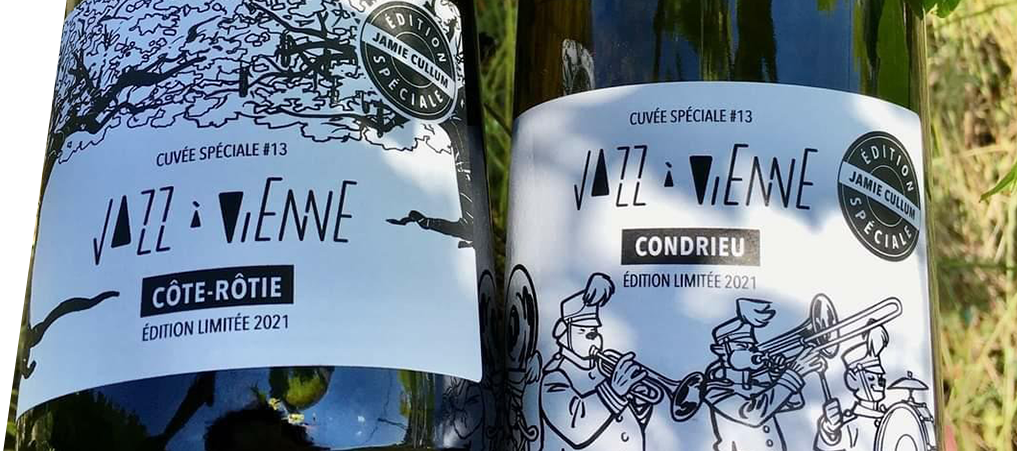 ÉDITION
JAMIE CULLUM
SPÉCIALE
CUVÉE SPÉCIALE #13
JAZZ à VIENNE
CÔTE-RÔTIE
ÉDITION LIMITÉE 2021
CUVÉE SPÉCIALE #13
JAZZ à VIENNE
CONDRIEU
ÉDITION LIMITÉE 2021
ÉDITION
JAMIE CULLUM
SPÉCIALE